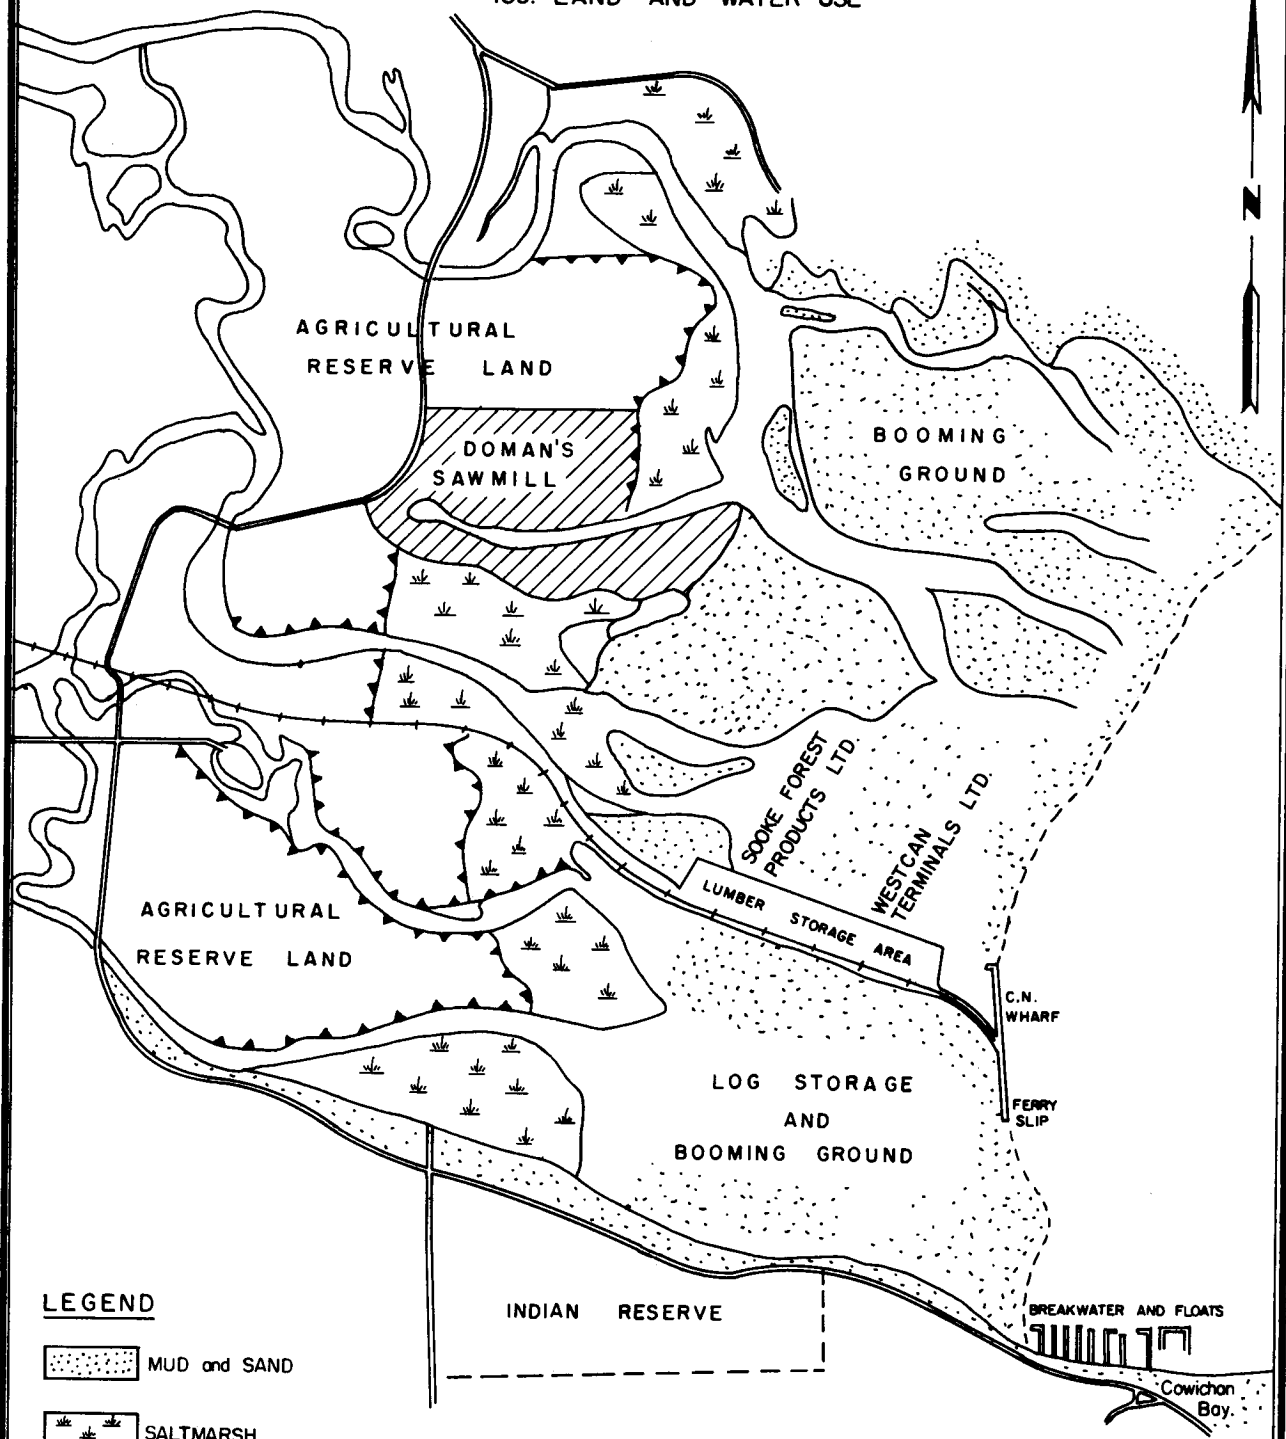 LAND AND WATER USE
N
AGRICULTURAL
RESERVE LAND
DOMAN'S
SAWMILL
BOOMING
GROUND
SOOKE FOREST
PRODUCTS LTD.
WESTCAN
TERMINALS LTD.
LUMBER STORAGE AREA
AGRICULTURAL
RESERVE LAND
C.N.
WHARF
LOG STORAGE
AND
BOOMING GROUND
FERRY
SLIP
INDIAN RESERVE
BREAKWATER AND FLOATS
Cowichan
Bay.
LEGEND
MUD and SAND
SALTMARSH